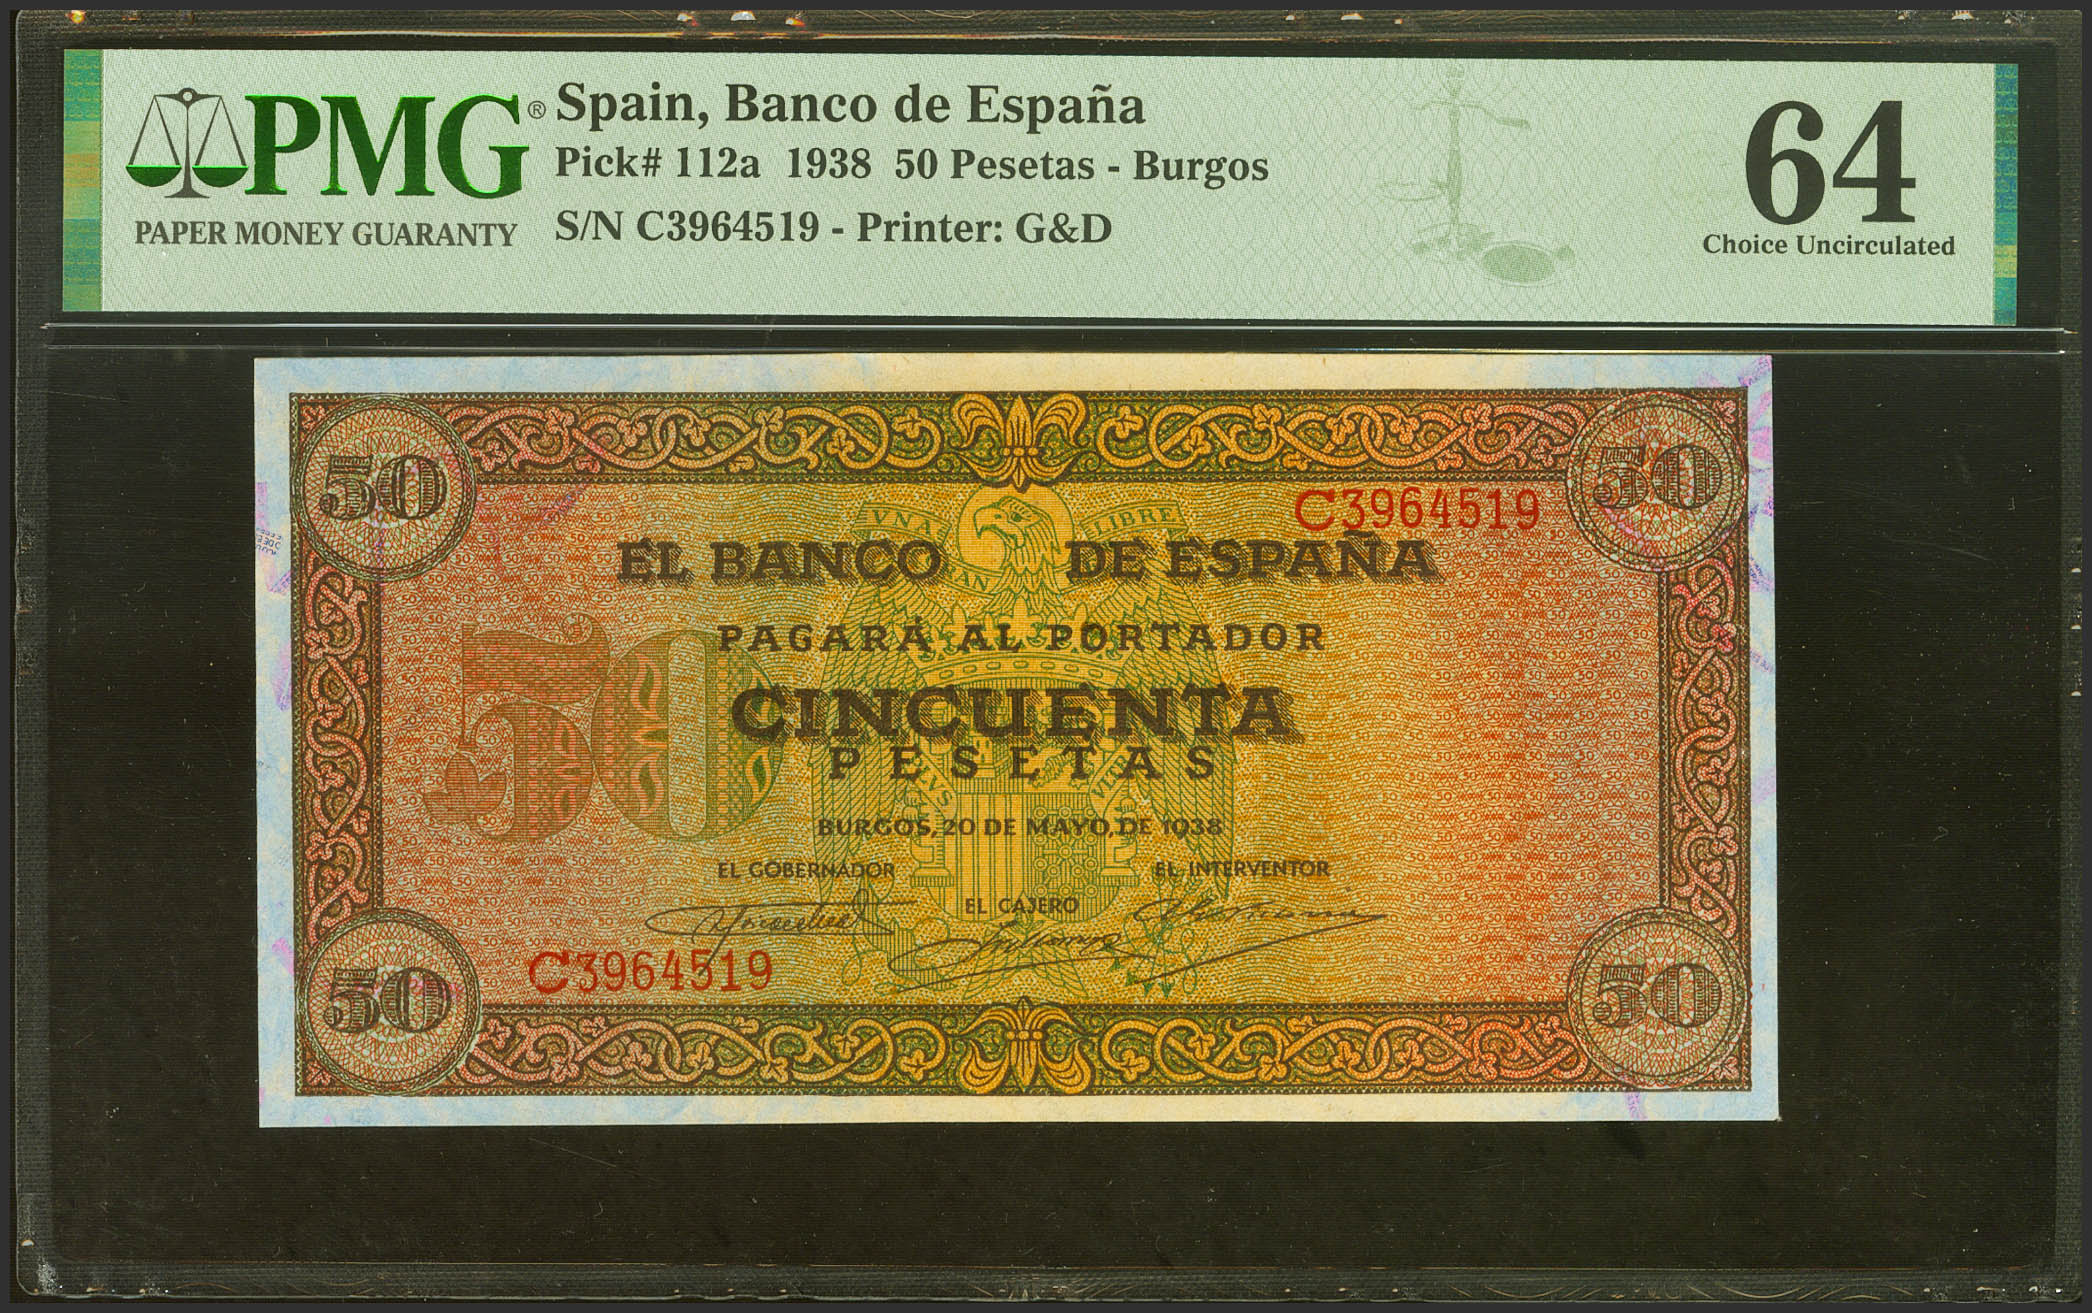 PMG®
PAPER MONEY GUARANTY
Spain, Banco de España
Pick# 112a 1938 50 Pesetas - Burgos
S/N C3964519 - Printer: G&D
64
Choice Uncirculated
50
50
C3964519
VNA
LIBRE
EL BANCO DE ESPAÑA
PAGARÁ AL PORTADOR
50
CINCUENTA
PESETAS
BURGOS, 20 DE MAYO, DE 1938
EL GOBERNADOR
EL INTERVENTOR
EL CAJERO
C3964519
50
50